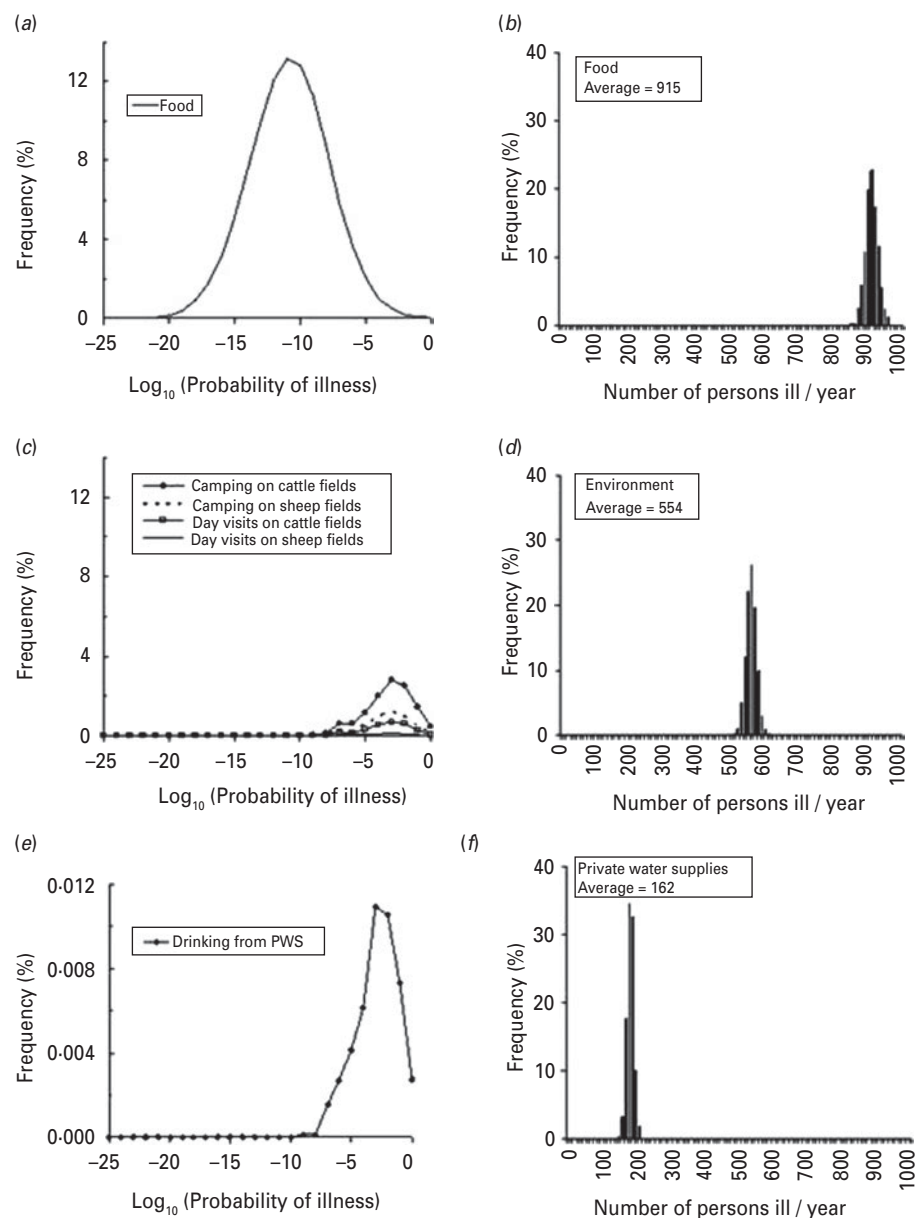 (a)
Frequency (%)
12
8
4
0
Food
−25 −20 −15 −10 −5 0
Log10 (Probability of illness)
(b)
Frequency (%)
40
30
20
10
0
Food
Average = 915
0 100 200 300 400 500 600 700 800 900 1000
Number of persons ill / year
(c)
Frequency (%)
12
8
4
0
Camping on cattle fields
Camping on sheep fields
Day visits on cattle fields
Day visits on sheep fields
−25 −20 −15 −10 −5 0
Log10 (Probability of illness)
(d)
Frequency (%)
40
30
20
10
0
Environment
Average = 554
0 100 200 300 400 500 600 700 800 900 1000
Number of persons ill / year
(e)
Frequency (%)
0·012
0·008
0·004
0·000
Drinking from PWS
−25 −20 −15 −10 −5 0
Log10 (Probability of illness)
(f)
Frequency (%)
40
30
20
10
0
Private water supplies
Average = 162
0 100 200 300 400 500 600 700 800 900 1000
Number of persons ill / year